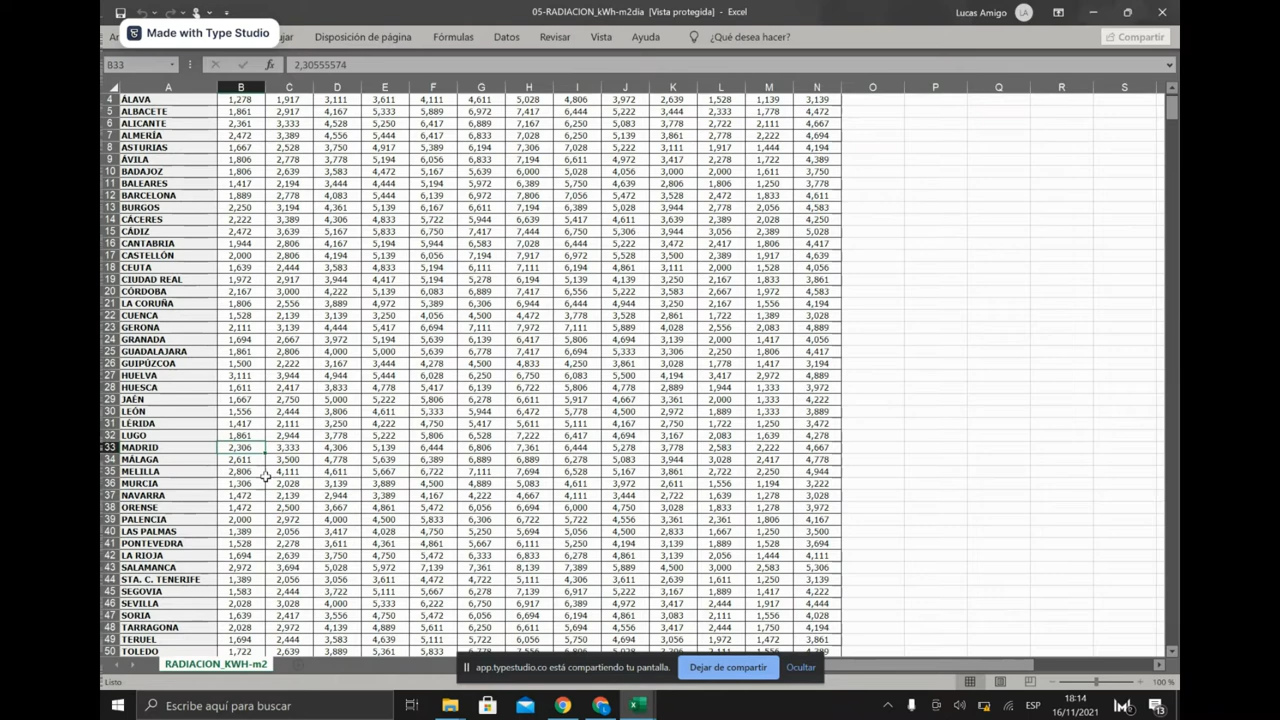 05-RADIACION_kWh-m2dia [Vista protegida] - Excel
Lucas Amigo LA
Made with Type Studio
Disposición de página Fórmulas Datos Revisar Vista Ayuda ¿Qué desea hacer? Compartir
B33 fx 2,30555574
A B C D E F G H I J K L M N O P Q R S
4 ALAVA 1,278 1,917 3,111 3,611 4,111 4,611 5,028 4,806 3,972 2,639 1,528 1,139 3,139
5 ALBACETE 1,861 2,917 4,167 5,333 5,889 6,972 7,417 6,444 5,222 3,444 2,333 1,778 4,472
6 ALICANTE 2,361 3,333 4,528 5,250 6,417 6,889 7,167 6,250 5,083 3,778 2,722 2,111 4,667
7 ALMERÍA 2,472 3,389 4,556 5,444 6,417 6,833 7,028 6,250 5,139 3,861 2,778 2,222 4,694
8 ASTURIAS 1,667 2,528 3,750 4,917 5,389 6,194 7,306 7,028 5,222 3,111 1,917 1,444 4,194
9 ÁVILA 1,806 2,778 3,778 5,194 6,056 6,833 7,194 6,611 4,972 3,417 2,278 1,722 4,389
10 BADAJOZ 1,806 2,639 3,583 4,472 5,167 5,639 6,000 5,028 4,056 3,000 2,000 1,611 3,750
11 BALEARES 1,417 2,194 3,444 4,444 5,194 5,972 6,389 5,750 4,639 2,806 1,806 1,250 3,778
12 BARCELONA 1,889 2,778 4,083 5,444 6,139 6,972 7,806 7,056 5,472 3,528 2,472 1,833 4,611
13 BURGOS 2,250 3,194 4,361 5,139 6,167 6,917 7,194 6,389 5,028 3,944 2,778 2,056 4,583
14 CÁCERES 2,222 3,389 4,306 4,833 5,722 5,944 6,639 5,417 4,611 3,639 2,389 2,028 4,250
15 CÁDIZ 2,472 3,639 5,167 5,833 6,750 7,417 7,444 6,750 5,306 3,944 3,056 2,389 5,028
16 CANTABRIA 1,944 2,806 4,167 5,194 5,944 6,583 7,028 6,444 5,222 3,472 2,417 1,806 4,417
17 CASTELLÓN 2,000 2,806 4,194 5,139 6,056 7,194 7,917 6,972 5,528 3,500 2,389 1,917 4,639
18 CEUTA 1,639 2,444 3,583 4,833 5,194 6,111 7,111 6,194 4,861 3,111 2,000 1,528 4,056
19 CIUDAD REAL 1,972 2,917 3,944 4,417 5,194 5,278 6,194 5,139 4,139 3,250 2,167 1,833 3,861
20 CÓRDOBA 2,167 3,000 4,222 5,139 6,083 6,889 7,417 6,556 5,222 3,583 2,667 1,972 4,583
21 LA CORUÑA 1,806 2,556 3,889 4,972 5,389 6,306 6,944 6,444 4,944 3,250 2,167 1,556 4,194
22 CUENCA 1,528 2,139 3,139 3,250 4,056 4,500 4,972 4,667 3,528 2,861 1,722 1,389 3,028
23 GERONA 2,111 3,139 4,444 5,417 6,694 7,111 7,972 7,111 5,889 4,028 2,556 2,083 4,889
24 GRANADA 1,694 2,667 3,972 5,194 5,639 6,139 6,417 5,806 4,694 3,139 2,000 1,417 4,056
25 GUADALAJARA 1,861 2,806 4,000 5,000 5,639 6,778 7,417 6,694 5,333 3,306 2,250 1,806 4,417
26 GUIPÚZCOA 1,500 2,222 3,167 3,444 4,278 4,500 4,833 4,250 3,861 3,028 1,778 1,333 3,194
27 HUELVA 3,111 3,944 4,944 5,444 6,028 6,250 6,750 6,083 5,500 4,194 3,417 2,972 4,889
28 HUESCA 1,611 2,417 3,833 4,778 5,417 6,139 6,722 5,806 4,778 2,889 1,944 1,333 3,972
29 JAÉN 1,667 2,750 5,000 5,222 5,806 6,278 6,611 5,917 4,667 3,361 2,000 1,444 4,222
30 LEÓN 1,556 2,444 3,806 4,611 5,333 5,944 6,472 5,722 4,500 2,972 1,889 1,333 3,889
31 LÉRIDA 1,417 2,111 3,250 4,222 4,750 5,417 5,611 5,111 4,167 2,750 1,722 1,250 3,472
32 LUGO 1,861 2,944 3,778 5,222 5,806 6,528 7,222 6,417 4,694 3,167 2,083 1,639 4,278
33 MADRID 2,306 3,333 4,306 5,139 6,444 6,806 7,361 6,444 5,278 3,778 2,583 2,222 4,667
34 MÁLAGA 2,611 3,500 4,778 5,778 6,389 6,889 6,889 6,278 5,083 3,028 2,417 4,778
35 MELILLA 2,806 4,111 4,611 5,667 6,722 7,111 7,694 6,528 5,167 3,861 2,722 2,250 4,944
36 MURCIA 1,306 2,028 3,139 3,889 4,500 4,889 5,083 4,611 3,972 2,611 1,556 1,194 3,222
37 NAVARRA 1,472 2,139 2,944 3,389 4,167 4,222 4,667 4,111 3,444 2,722 1,639 1,278 3,028
38 ORENSE 1,472 2,500 3,667 4,861 5,472 6,056 6,694 6,000 4,750 3,028 1,833 1,278 3,972
39 PALENCIA 2,000 2,972 4,000 4,500 5,833 6,306 6,722 5,722 4,556 3,361 2,361 1,806 4,167
40 LAS PALMAS 1,389 2,056 3,417 4,028 4,750 5,250 5,694 5,056 4,500 2,833 1,667 1,250 3,500
41 PONTEVEDRA 1,528 2,278 3,611 4,361 4,861 5,667 6,111 5,250 4,194 3,139 1,889 1,528 3,694
42 LA RIOJA 1,694 2,639 3,750 4,750 5,472 6,333 6,833 6,278 4,861 3,139 2,056 1,444 4,111
43 SALAMANCA 2,972 3,694 5,028 5,972 7,139 7,361 8,139 7,389 5,889 4,500 3,000 2,583 5,306
44 STA. C. TENERIFE 1,389 2,056 3,056 3,611 4,472 4,722 5,111 4,306 3,611 2,639 1,611 1,250 3,139
45 SEGOVIA 1,583 2,444 3,722 5,111 5,667 6,278 7,139 6,917 5,222 3,167 1,889 1,417 4,222
46 SEVILLA 2,028 3,028 4,000 5,333 6,222 6,750 6,917 6,333 4,972 3,417 2,444 1,917 4,444
47 SORIA 1,639 2,417 3,556 4,750 5,472 6,056 6,694 6,194 4,861 3,083 2,111 1,556 4,028
48 TARRAGONA 2,028 2,972 4,139 4,889 5,611 6,028 6,611 5,694 4,556 3,417 2,444 1,750 4,194
49 TERUEL 1,694 2,444 3,583 4,639 5,111 5,722 6,056 5,750 4,694 3,056 1,972 1,472 3,861
50 TOLEDO 1,722 2,639 3,889 5,361 5,833
RADIACION_KWH-m2
app.typestudio.co está compartiendo tu pantalla. Dejar de compartir Ocultar
Listo 100 %
Escribe aquí para buscar
ESP
18:14
16/11/2021
13